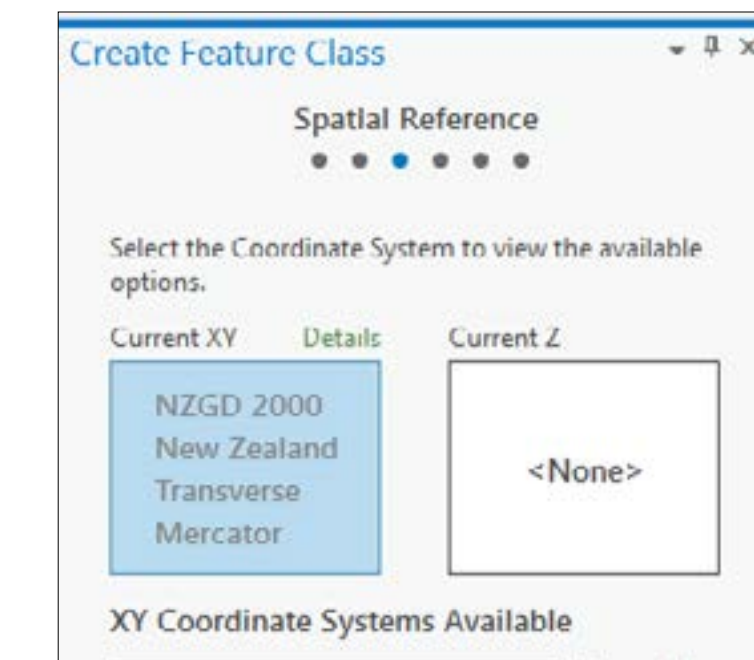 Create Feature Class
Spatial Reference
Select the Coordinate System to view the available
options.
Current XY Details Current Z
NZGD 2000
New Zealand
Transverse
Mercator
<None>
XY Coordinate Systems Available